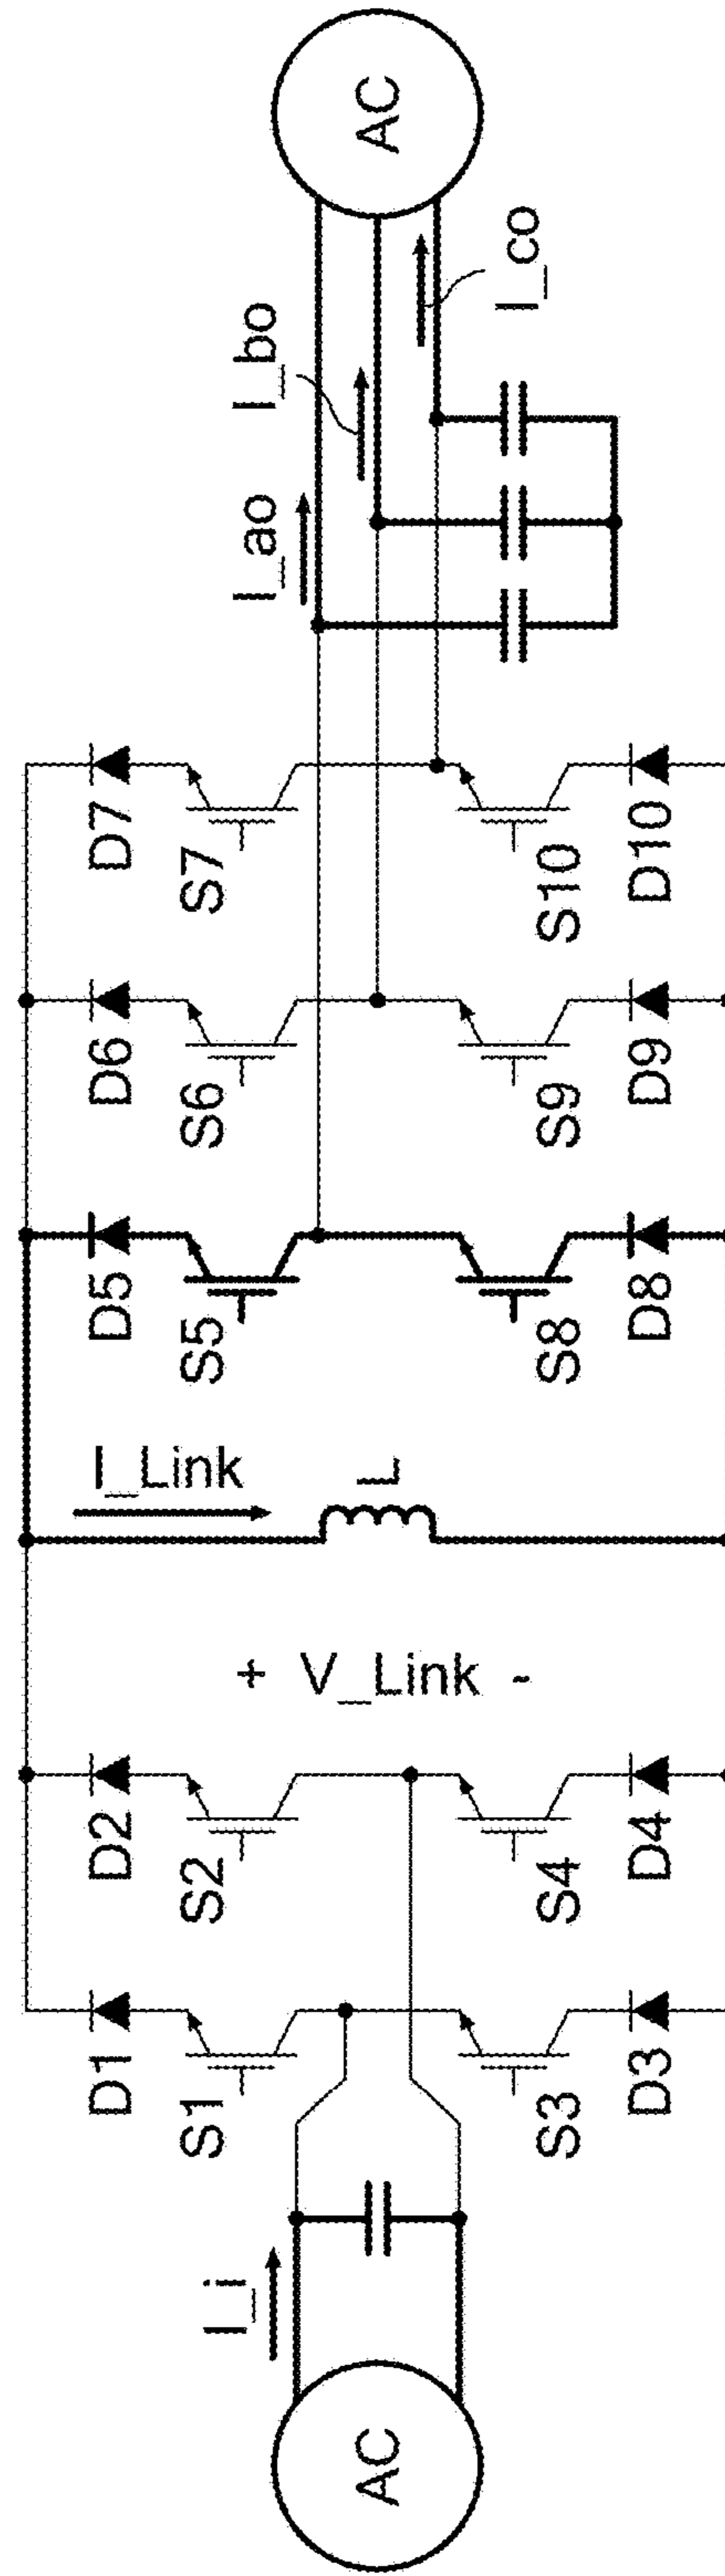 AC
I_i
D1
S1
S3
D3
D2
S2
S4
D4
+ V_Link -
I_Link
L
D5
S5
S8
D8
D6
S6
S9
D9
D7
S7
S10
D10
I_ao
I_bo
I_co
AC